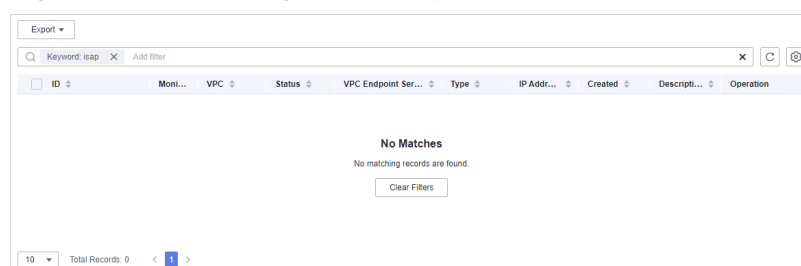 Export
Keyword: isap X Add filter
ID Moni... VPC Status VPC Endpoint Ser... Type IP Addr... Created Descripti... Operation
No Matches
No matching records are found.
Clear Filters
10 Total Records: 0 < 1 >